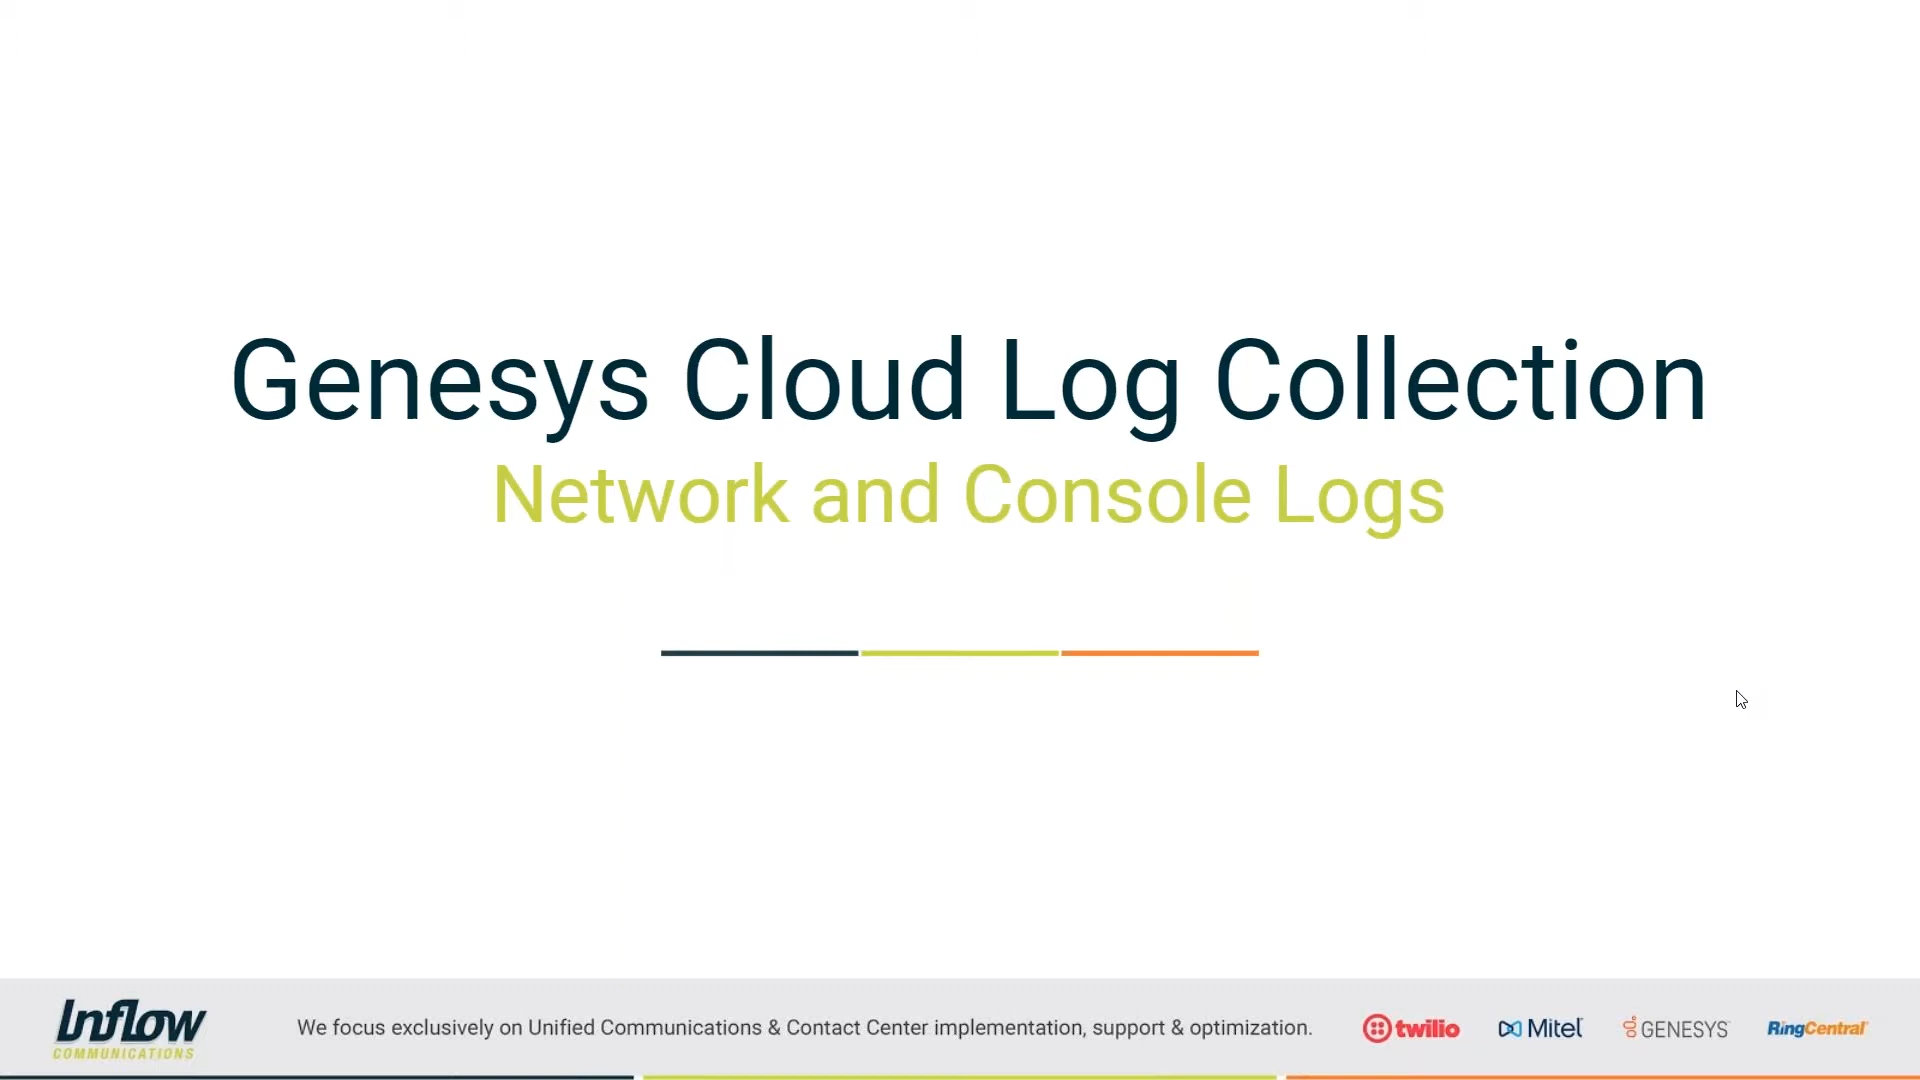 Genesys Cloud Log Collection
Network and Console Logs
Inflow
COMMUNICATIONS
We focus exclusively on Unified Communications & Contact Center implementation, support & optimization.
twilio
Mitel
GENESYS
RingCentral